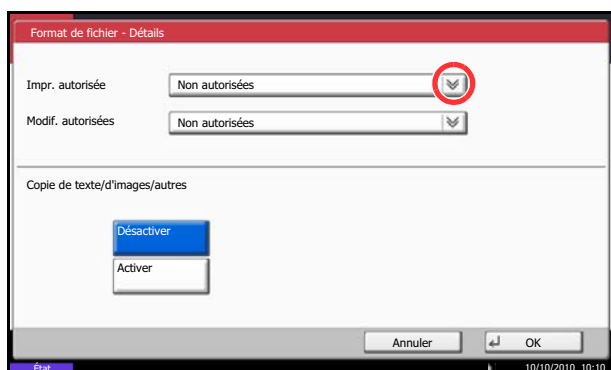 Format de fichier - Détails
Impr. autorisée Non autorisées
Modif. autorisées Non autorisées
Copie de texte/d'images/autres
Désactiver
Activer
Annuler OK
État 10/10/2010 10:10